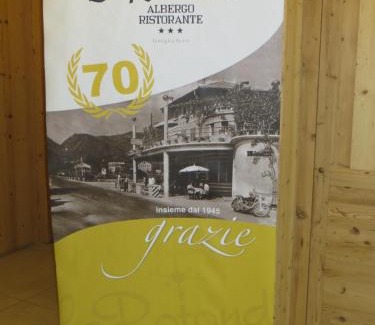 ALBERGO
RISTORANTE
★★★
70
insieme dal 1945
grazie